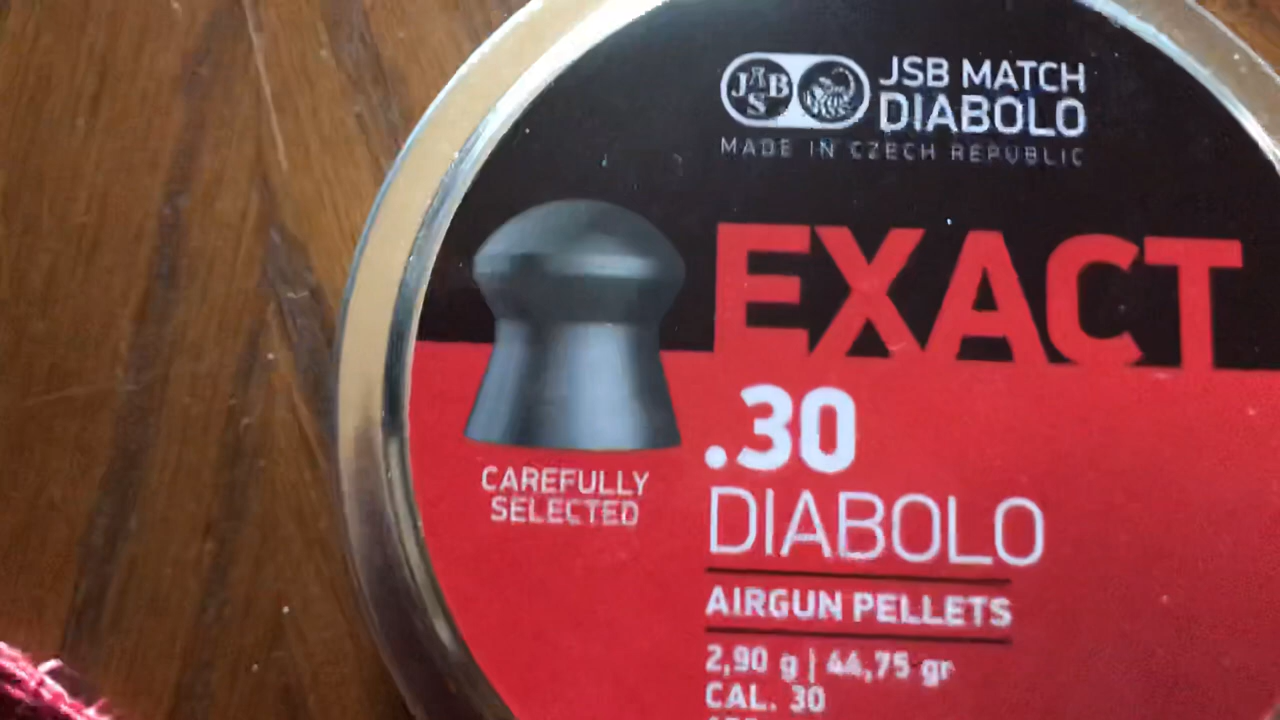 JSB MATCH
DIABOLO
MADE IN CZECH REPUBLIC
EXACT
.30
DIABOLO
CAREFULLY
SELECTED
AIRGUN PELLETS
2,90 g | 44,75 gr
CAL. 30